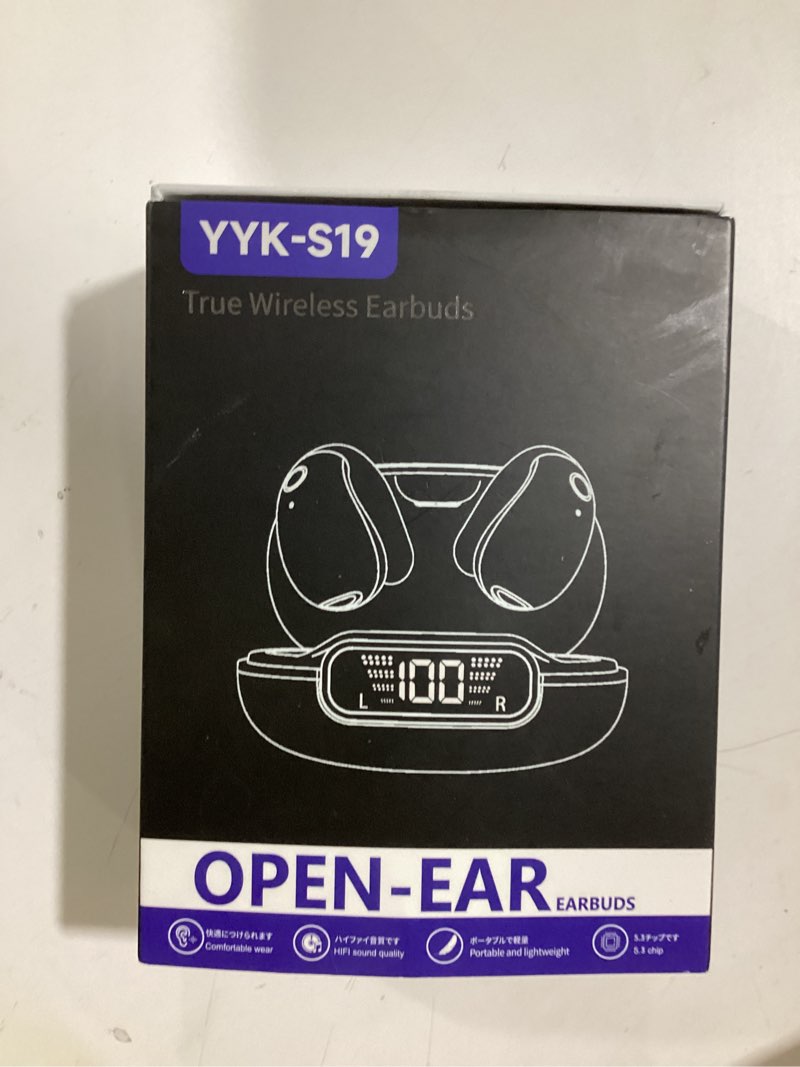 YYK-S19
True Wireless Earbuds
100
L
R
OPEN-EAR
EARBUDS
快適につけられます
Comfortable wear
ハイファイ音質です
HIFI sound quality
ポータブルで軽量
Portable and lightweight
5.3チップです
5.3 chip